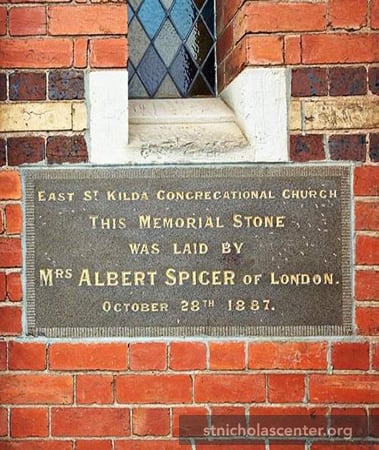 East St Kilda Congregational Church
This Memorial Stone
was laid by
Mrs Albert Spicer of London.
October 28th 1887.
stnicholascenter.org